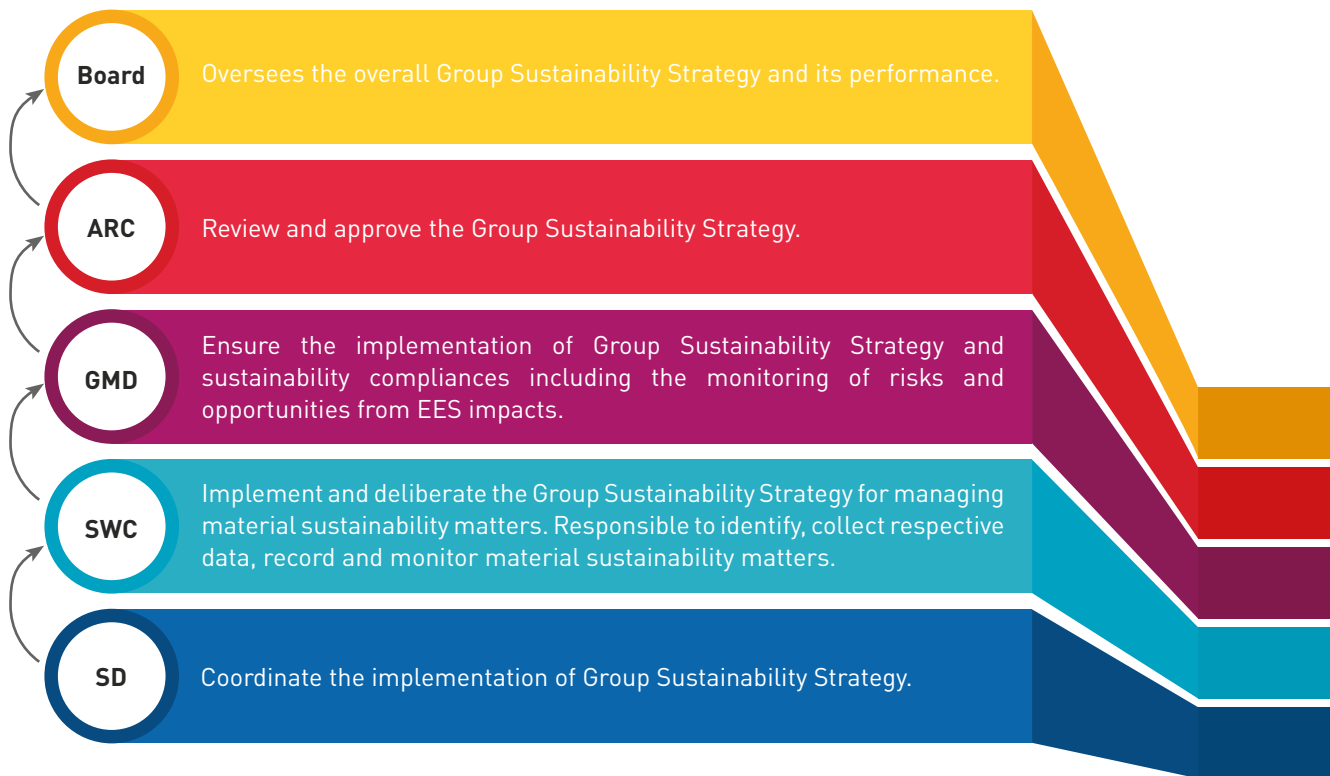 Board
Oversees the overall Group Sustainability Strategy and its performance.
ARC
Review and approve the Group Sustainability Strategy.
GMD
Ensure the implementation of Group Sustainability Strategy and
sustainability compliances including the monitoring of risks and
opportunities from EES impacts.
SWC
Implement and deliberate the Group Sustainability Strategy for managing
material sustainability matters. Responsible to identify, collect respective
data, record and monitor material sustainability matters.
SD
Coordinate the implementation of Group Sustainability Strategy.